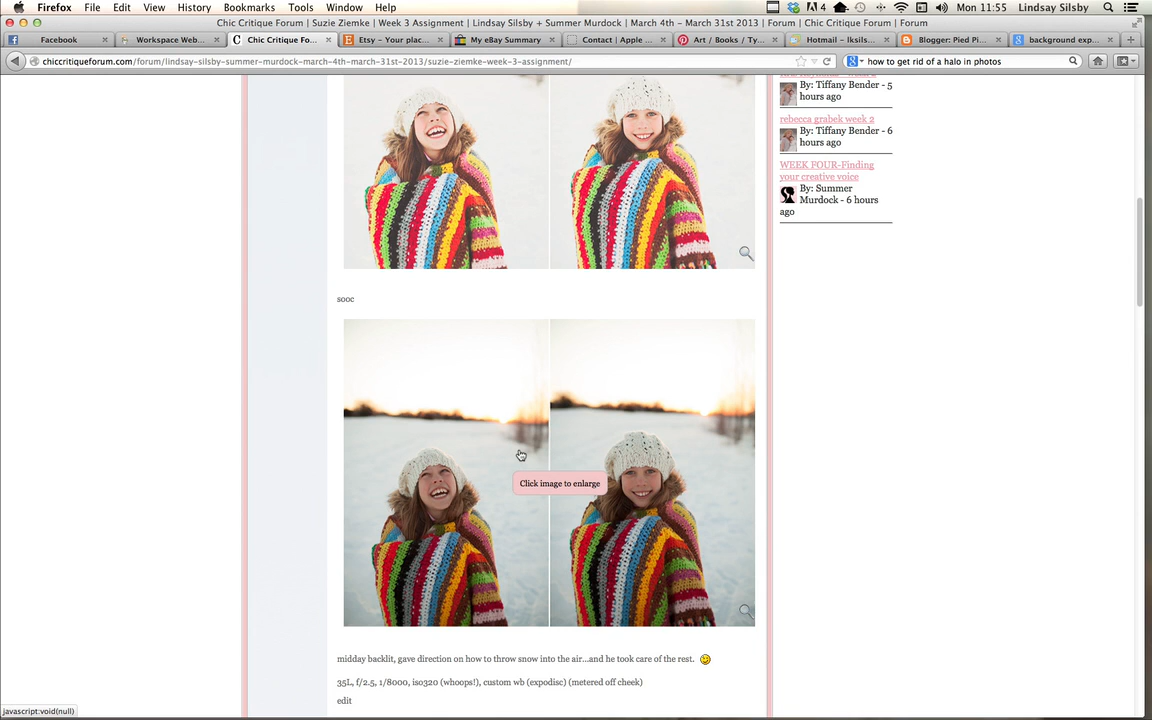 Firefox File Edit View History Bookmarks Tools Window Help 4 Mon 11:55 Lindsay Silsby
Chic Critique Forum | Suzie Ziemke | Week 3 Assignment | Lindsay Silsby + Summer Murdock | March 4th – March 31st 2013 | Forum | Chic Critique Forum | Forum
Facebook Workspace Web... Chic Critique Fo... Etsy – Your plac... My eBay Summary Contact | Apple ... Art / Books / Ty... Hotmail – lksils... Blogger: Pied Pi... background exp...
chiccritiqueforum.com/forum/lindsay-silsby-summer-murdock-march-4th-march-31st-2013/suzie-ziemke-week-3-assignment/ how to get rid of a halo in photos
By: Tiffany Bender - 5
hours ago
rebecca grabek week 2
By: Tiffany Bender - 6
hours ago
WEEK FOUR-Finding
your creative voice
By: Summer
Murdock - 6 hours
ago
sooc
Click image to enlarge
midday backlit, gave direction on how to throw snow into the air...and he took care of the rest.
35L, f/2.5, 1/8000, iso320 (whoops!), custom wb (expodisc) (metered off cheek)
edit
javascript:void(null)